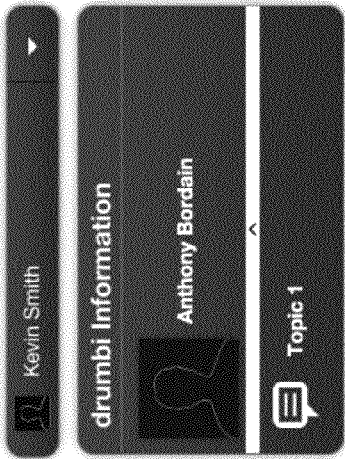 Kevin Smith
drumbi Information
Anthony Bordain
Topic 1